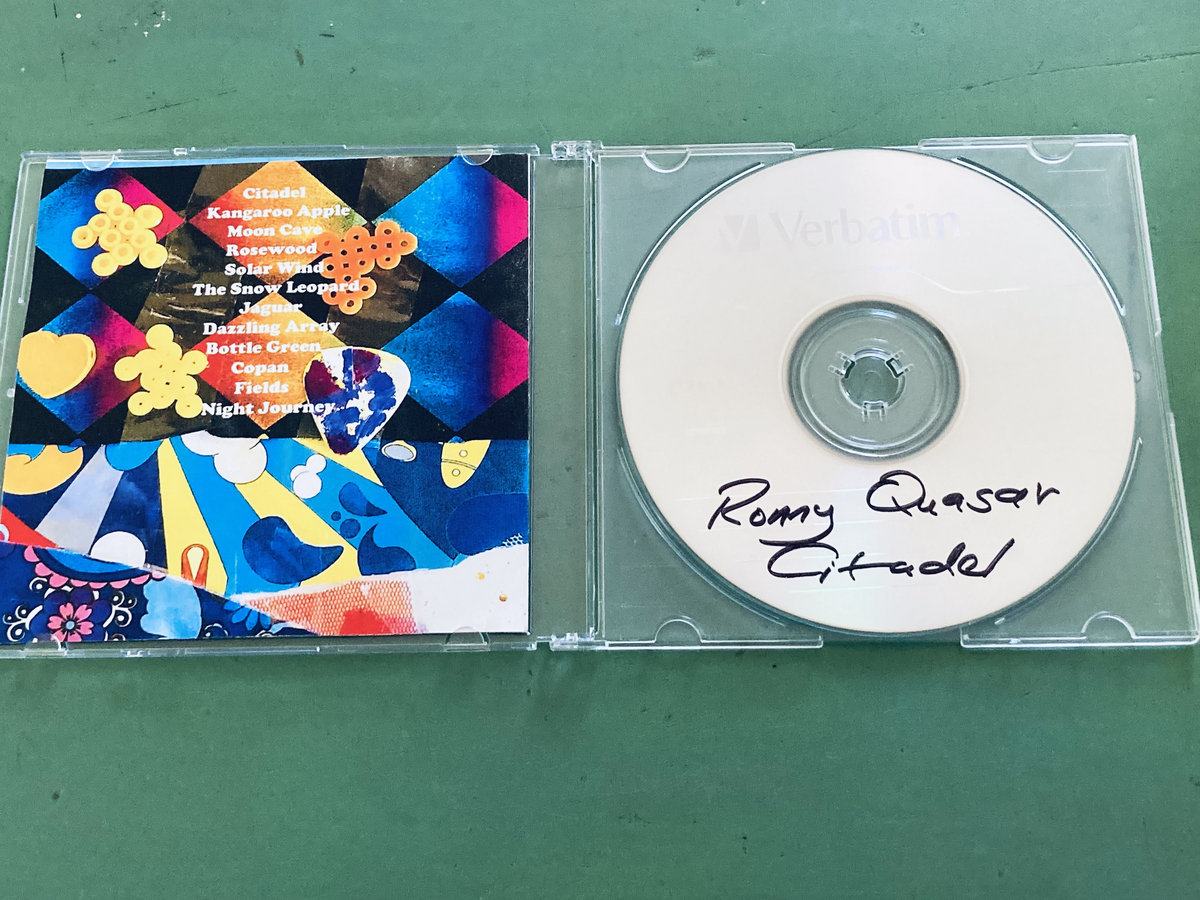 Citadel
Kangaroo Apple
Moon Cave
Rosewood
Solar Wind
The Snow Leopard
Jaguar
Dazzling Array
Bottle Green
Copan
Fields
Night Journey
Verbatim
Ronny Quasar
Citadel